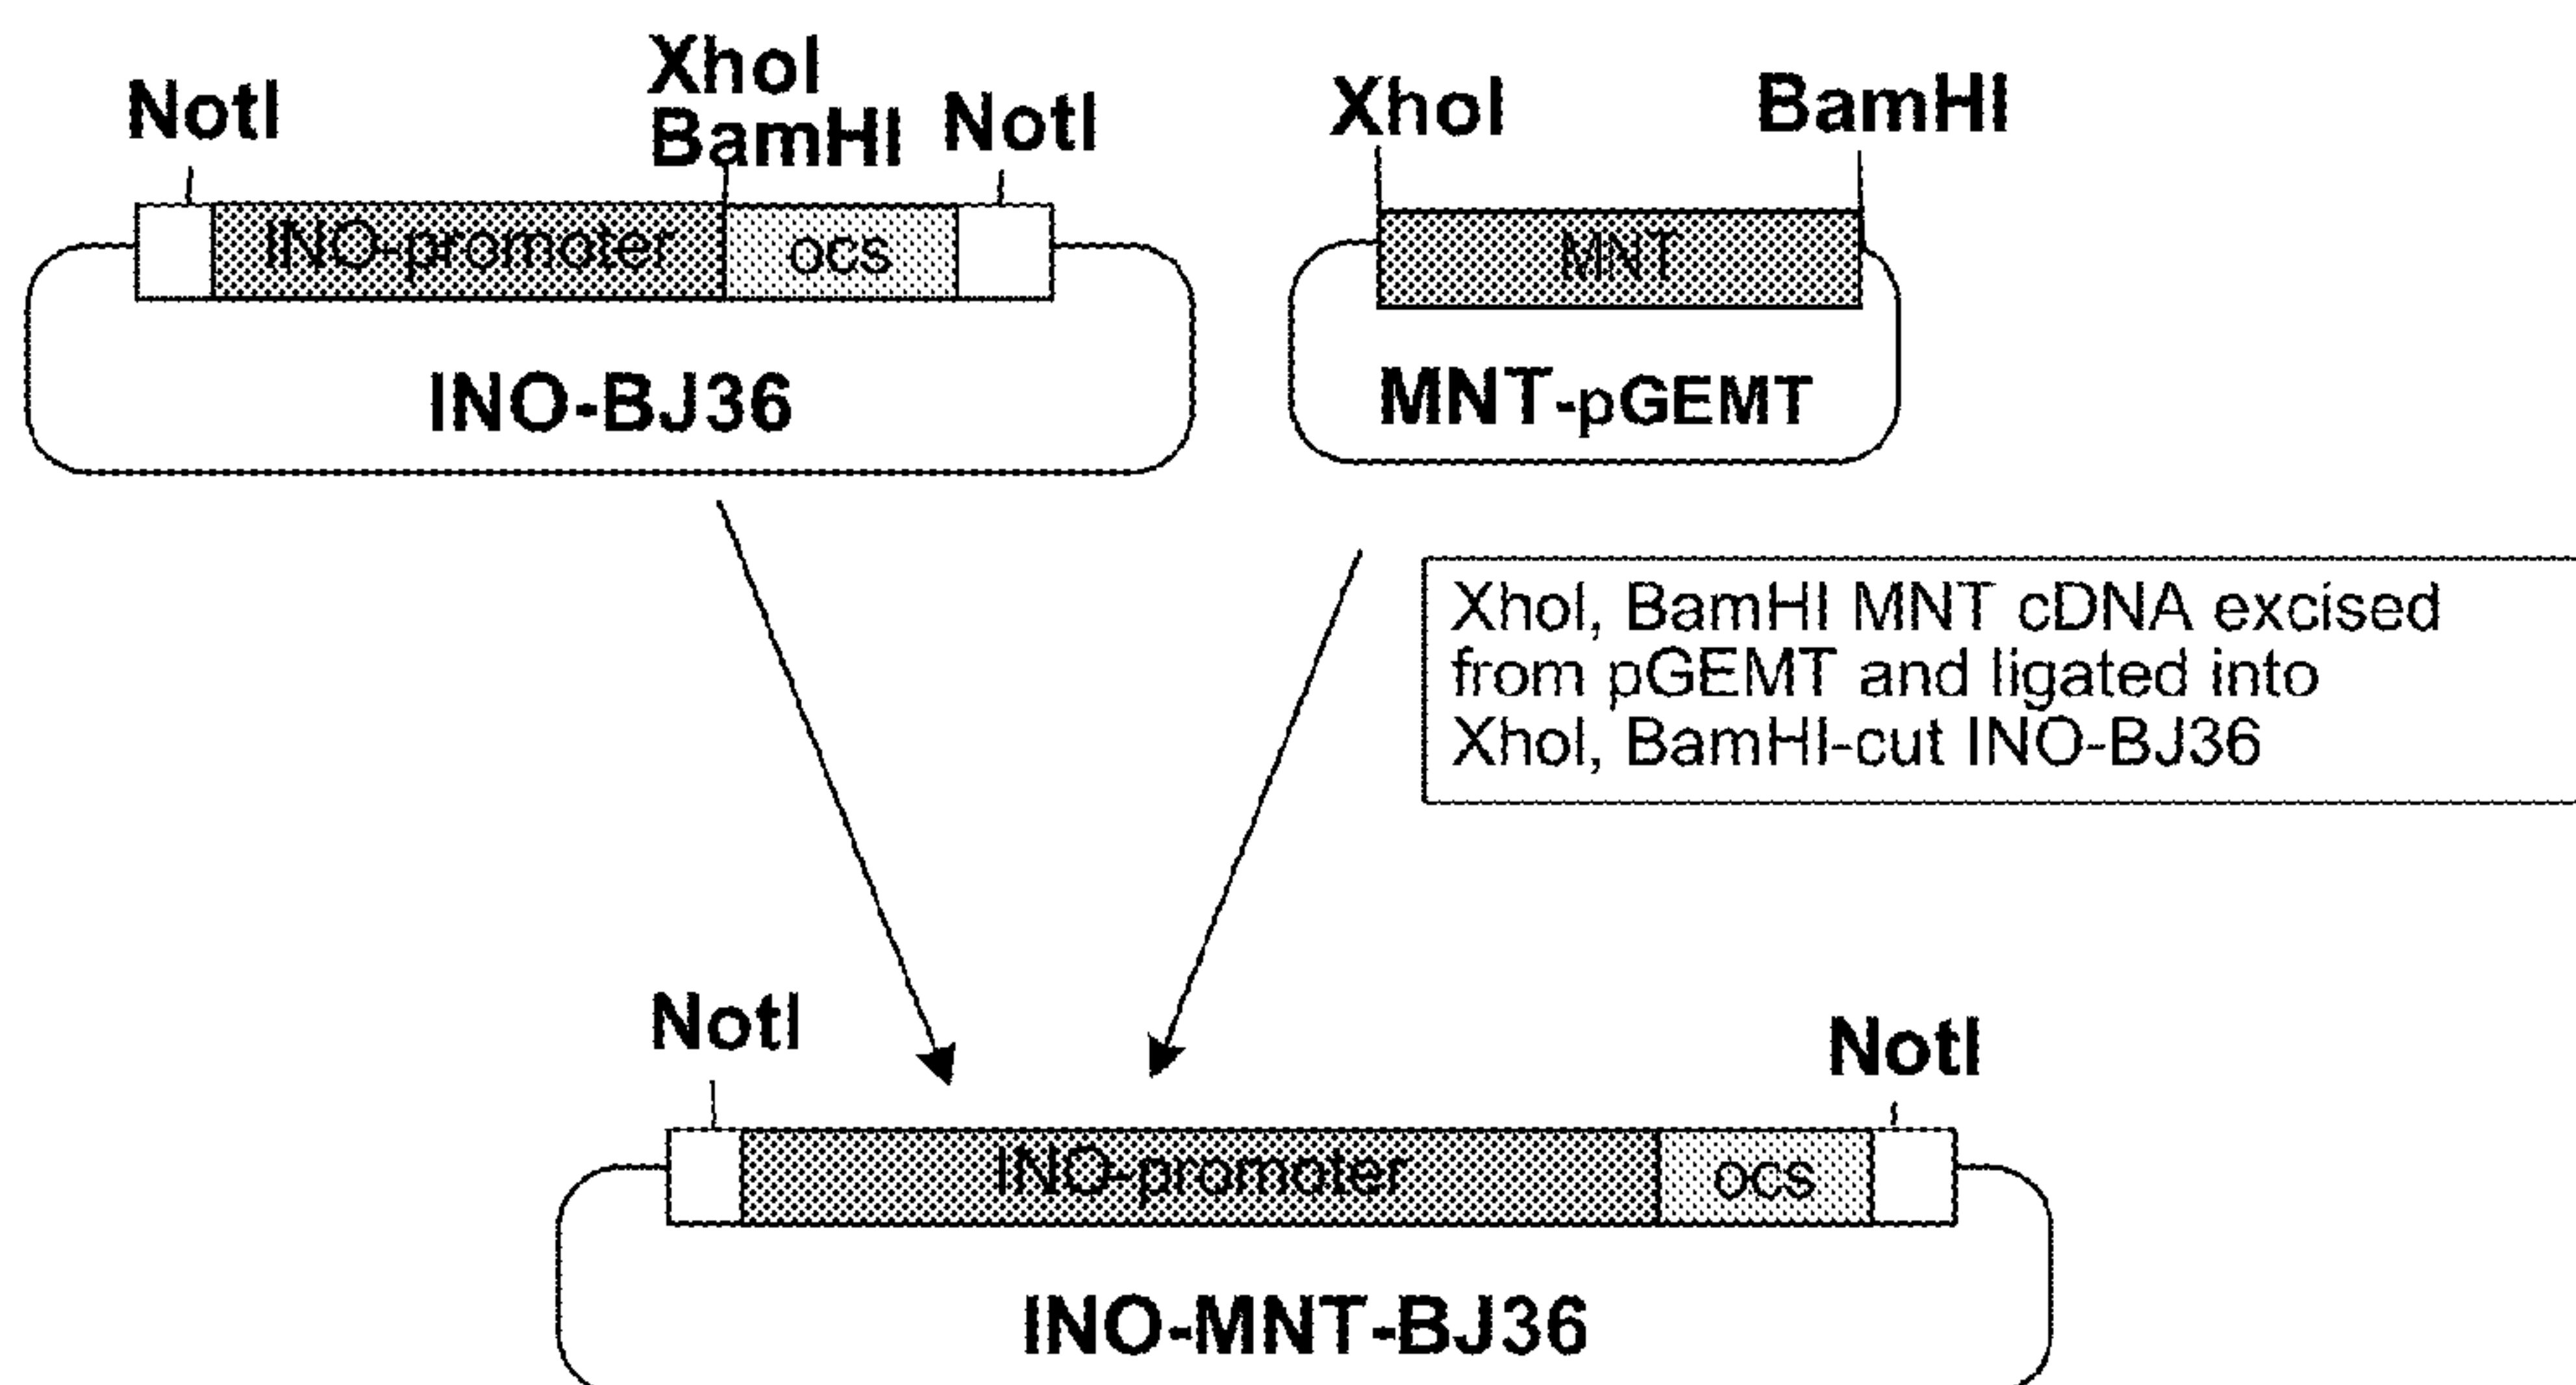 NotI
XhoI
BamHI
NotI
INO-promoter
ocs
INO-BJ36
XhoI
BamHI
MNT
MNT-pGEMT
XhoI, BamHI MNT cDNA excised
from pGEMT and ligated into
XhoI, BamHI-cut INO-BJ36
NotI
NotI
INO-promoter
ocs
INO-MNT-BJ36